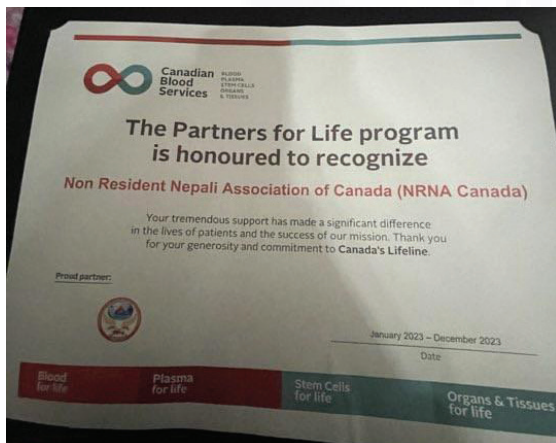 Canadian
Blood
Services
BLOOD
PLASMA
STEM CELLS
ORGANS
& TISSUES
The Partners for Life program
is honoured to recognize
Non Resident Nepali Association of Canada (NRNA Canada)
Your tremendous support has made a significant difference
in the lives of patients and the success of our mission. Thank you
for your generosity and commitment to Canada's Lifeline.
Proud partner:
January 2023 – December 2023
Date
Blood
for life
Plasma
for life
Stem Cells
for life
Organs & Tissues
for life